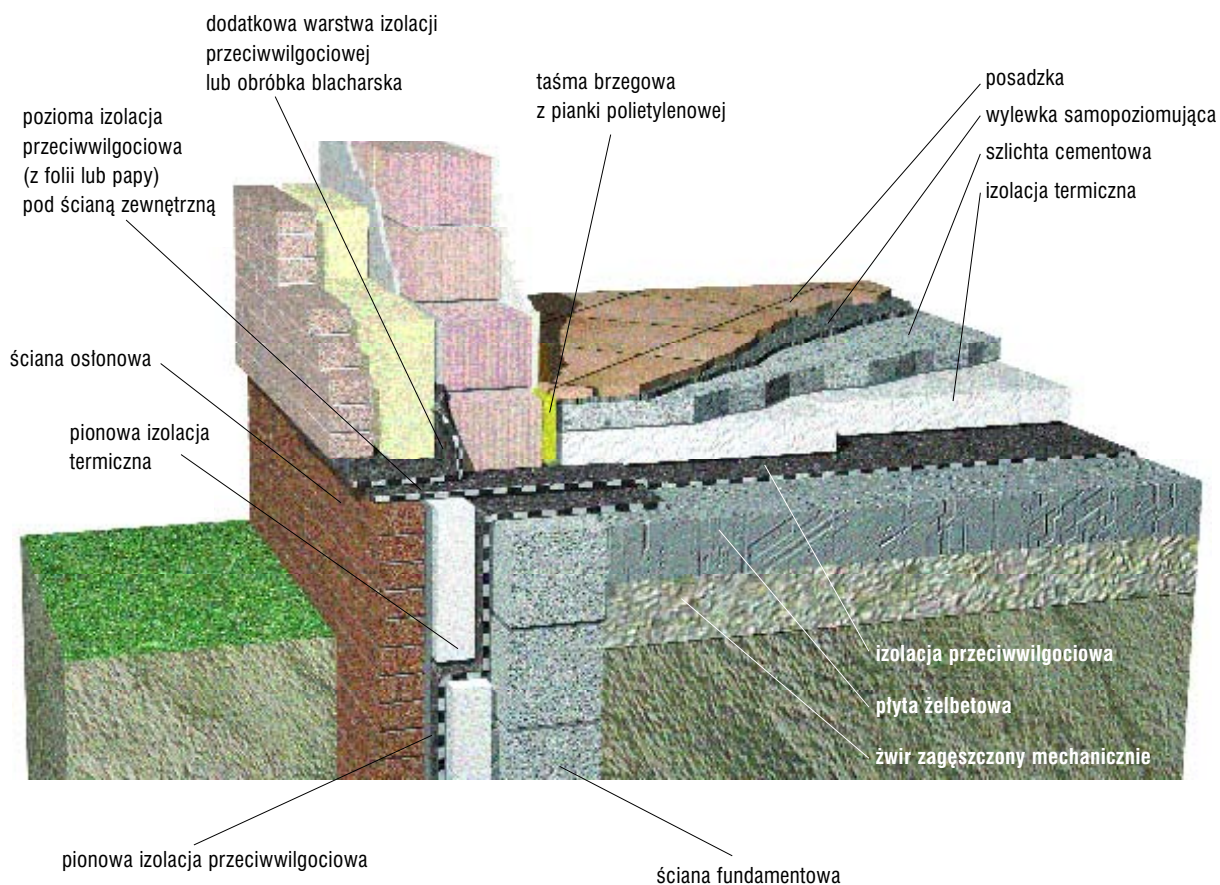 dodatkowa warstwa izolacji
przeciwwilgociowej
lub obróbka blacharska
taśma brzegowa
z pianki polietylenowej
posadzka
wylewka samopoziomująca
szlichta cementowa
izolacja termiczna
pozioma izolacja
przeciwwilgociowa
(z folii lub papy)
pod ścianą zewnętrzną
ściana osłonowa
pionowa izolacja
termiczna
izolacja przeciwwilgociowa
płyta żelbetowa
żwir zagęszczony mechanicznie
pionowa izolacja przeciwwilgociowa
ściana fundamentowa